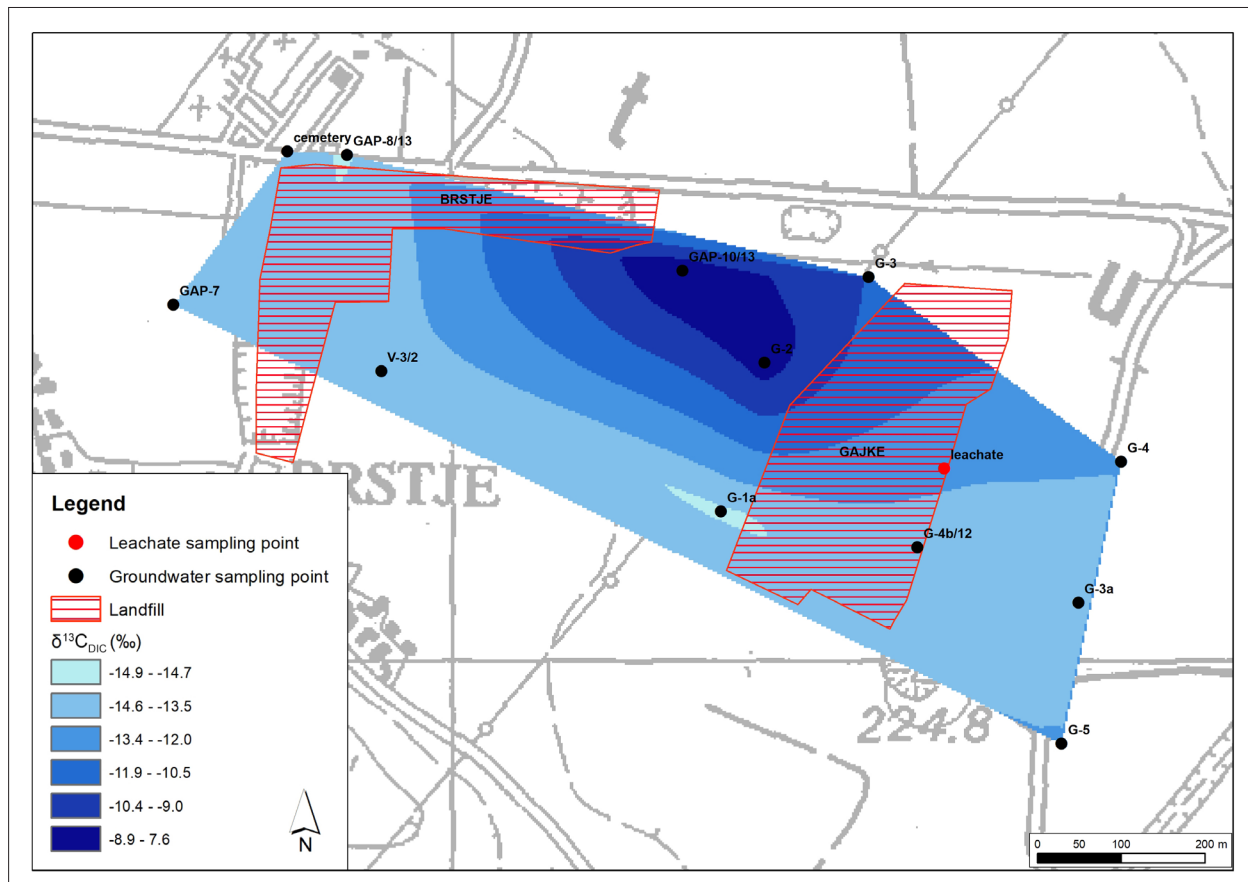 cemetery
GAP-8/13
BRSTJE
GAP-10/13
G-3
GAP-7
G-2
V-3/2
GAJKE
leachate
G-4
BRSTJE
G-1a
G-4b/12
G-3a
224.8
G-5
Legend
Leachate sampling point
Groundwater sampling point
Landfill
δ¹³C_DIC (‰)
-14.9 - -14.7
-14.6 - -13.5
-13.4 - -12.0
-11.9 - -10.5
-10.4 - -9.0
-8.9 - 7.6
N
0 50 100 200 m